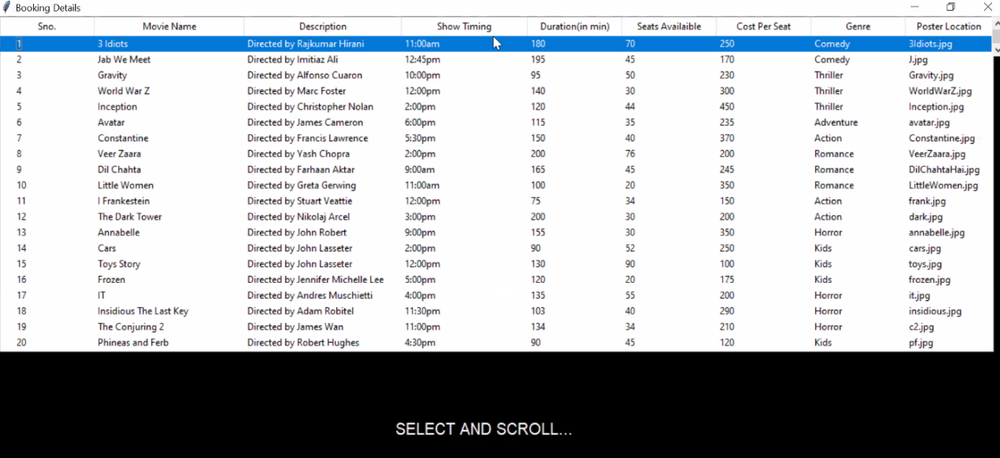 Booking Details
Sno. Movie Name Description Show Timing Duration(in min) Seats Availaible Cost Per Seat Genre Poster Location
1 3 Idiots Directed by Rajkumar Hirani 11:00am 180 70 250 Comedy 3Idiots.jpg
2 Jab We Meet Directed by Imitiaz Ali 12:45pm 195 45 170 Comedy J.jpg
3 Gravity Directed by Alfonso Cuaron 10:00pm 95 50 230 Thriller Gravity.jpg
4 World War Z Directed by Marc Foster 12:00pm 140 30 300 Thriller WorldWarZ.jpg
5 Inception Directed by Christopher Nolan 2:00pm 120 44 450 Thriller Inception.jpg
6 Avatar Directed by James Cameron 6:00pm 115 35 235 Adventure avatar.jpg
7 Constantine Directed by Francis Lawrence 5:30pm 150 40 370 Action Constantine.jpg
8 Veer Zaara Directed by Yash Chopra 2:00pm 200 76 200 Romance VeerZaara.jpg
9 Dil Chahta Directed by Farhaan Aktar 9:00am 165 45 245 Romance DilChahtaHai.jpg
10 Little Women Directed by Greta Gerwing 11:00am 100 20 350 Romance LittleWomen.jpg
11 I Frankestein Directed by Stuart Veattie 12:00pm 75 34 150 Action frank.jpg
12 The Dark Tower Directed by Nikolaj Arcel 3:00pm 200 30 200 Action dark.jpg
13 Annabelle Directed by John Robert 9:00pm 155 30 350 Horror annabelle.jpg
14 Cars Directed by John Lasseter 2:00pm 90 52 250 Kids cars.jpg
15 Toys Story Directed by John Lasseter 12:00pm 130 90 100 Kids toys.jpg
16 Frozen Directed by Jennifer Michelle Lee 5:00pm 120 20 175 Kids frozen.jpg
17 IT Directed by Andres Muschietti 4:00pm 135 55 200 Horror it.jpg
18 Insidious The Last Key Directed by Adam Robitel 11:30pm 103 40 290 Horror insidious.jpg
19 The Conjuring 2 Directed by James Wan 11:00pm 134 34 210 Horror c2.jpg
20 Phineas and Ferb Directed by Robert Hughes 4:30pm 90 45 120 Kids pf.jpg
SELECT AND SCROLL...